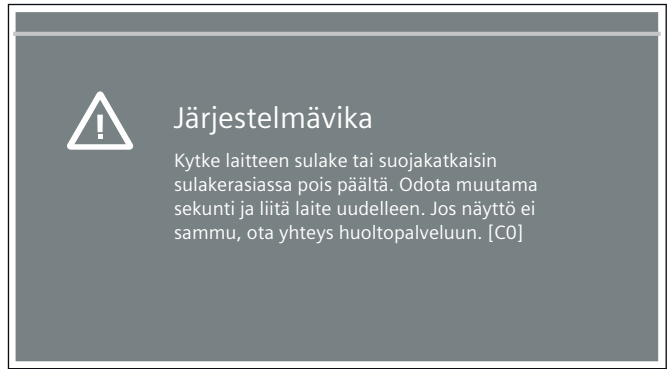 Järjestelmävika
Kytke laitteen sulake tai suojakatkaisin
sulakerasiassa pois päältä. Odota muutama
sekunti ja liitä laite uudelleen. Jos näyttö ei
sammu, ota yhteys huoltopalveluun. [C0]